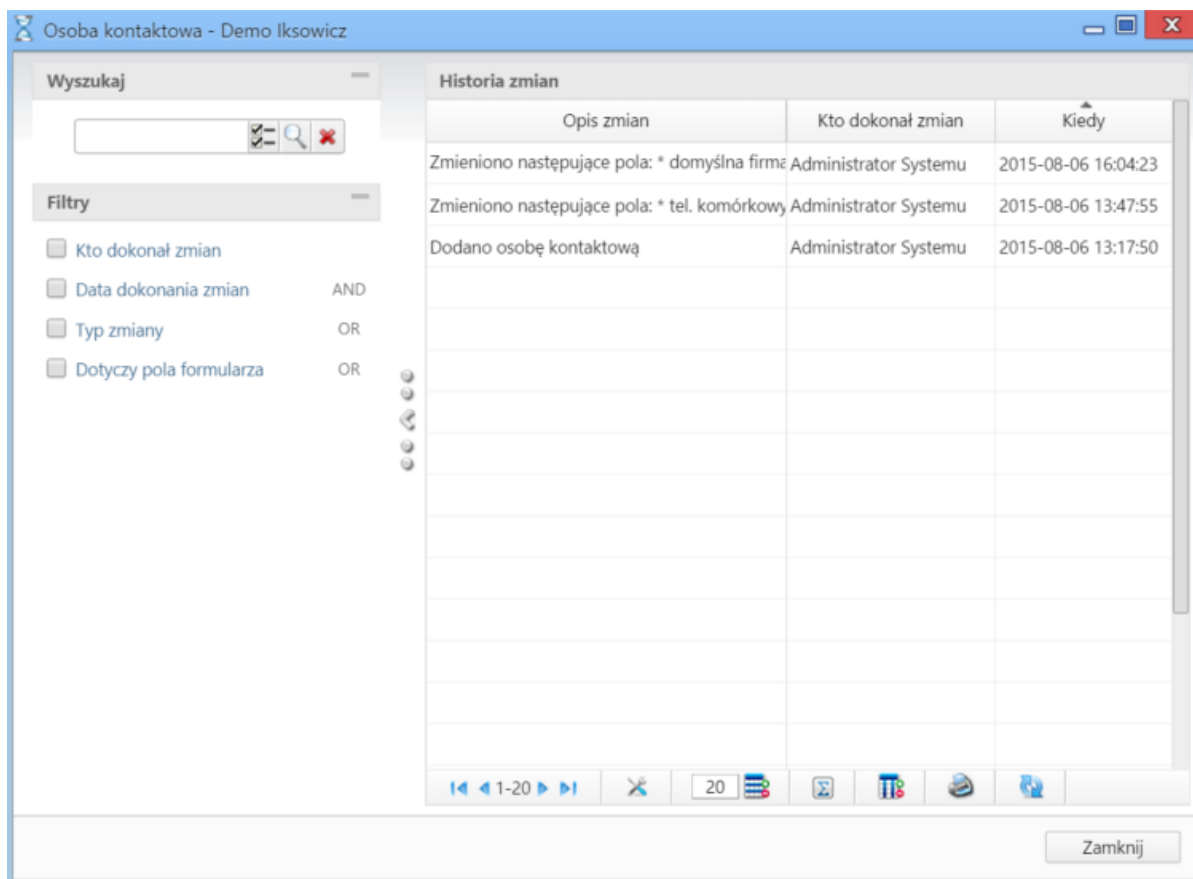 Osoba kontaktowa - Demo Iksowicz
Wyszukaj
Filtry
Kto dokonał zmian
Data dokonania zmian AND
Typ zmiany OR
Dotyczy pola formularza OR
Historia zmian
Opis zmian Kto dokonał zmian Kiedy
Zmieniono następujące pola: * domyślna firma Administrator Systemu 2015-08-06 16:04:23
Zmieniono następujące pola: * tel. komórkowy Administrator Systemu 2015-08-06 13:47:55
Dodano osobę kontaktową Administrator Systemu 2015-08-06 13:17:50
1-20 20
Zamknij